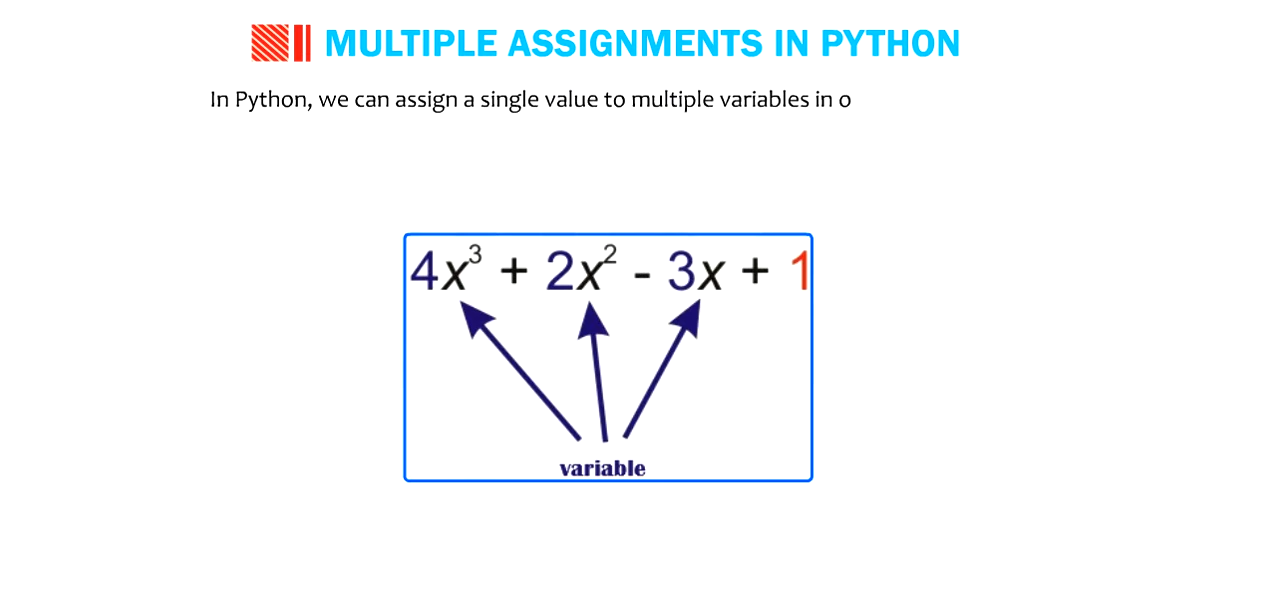 MULTIPLE ASSIGNMENTS IN PYTHON
In Python, we can assign a single value to multiple variables in o
4x³ + 2x² - 3x + 1
variable